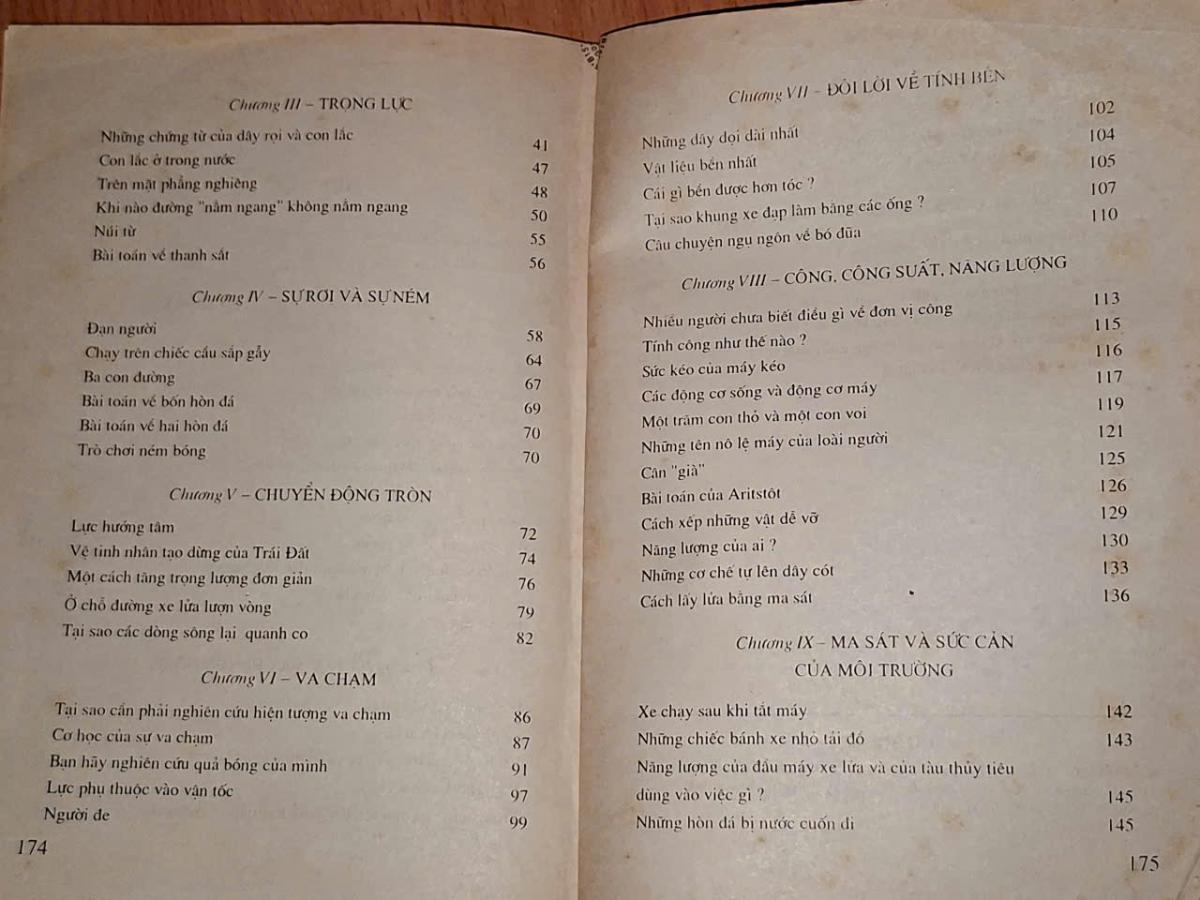 Chương III – TRỌNG LỰC
Những chứng từ của dây rọi và con lắc 41
Con lắc ở trong nước 47
Trên mặt phẳng nghiêng 48
Khi nào đường "nằm ngang" không nằm ngang 50
Núi từ 55
Bài toán về thanh sắt 56
Chương IV – SỰ RƠI VÀ SỰ NÉM
Đạn người 58
Chạy trên chiếc cầu sắp gẫy 64
Ba con đường 67
Bài toán về bốn hòn đá 69
Bài toán về hai hòn đá 70
Trò chơi ném bóng 70
Chương V – CHUYỂN ĐỘNG TRÒN
Lực hướng tâm 72
Vệ tinh nhân tạo dừng của Trái Đất 74
Một cách tăng trọng lượng đơn giản 76
Ở chỗ đường xe lửa lượn vòng 79
Tại sao các dòng sông lại quanh co 82
Chương VI – VA CHẠM
Tại sao cần phải nghiên cứu hiện tượng va chạm 86
Cơ học của sự va chạm 87
Bạn hãy nghiên cứu quả bóng của mình 91
Lực phụ thuộc vào vận tốc 97
Người đe 99
174
Chương VII – ĐÔI LỜI VỀ TÍNH BỀN
Những dây dọi dài nhất 102
Vật liệu bền nhất 104
Cái gì bền được hơn tóc ? 105
Tại sao khung xe đạp làm bằng các ống ? 107
Câu chuyện ngụ ngôn về bó đũa 110
Chương VIII – CÔNG, CÔNG SUẤT, NĂNG LƯỢNG
Nhiều người chưa biết điều gì về đơn vị công 113
Tính công như thế nào ? 115
Sức kéo của máy kéo 116
Các động cơ sống và động cơ máy 117
Một trăm con thỏ và một con voi 119
Những tên nô lệ máy của loài người 121
Cân "già" 125
Bài toán của Aritstôt 126
Cách xếp những vật dễ vỡ 129
Năng lượng của ai ? 130
Những cơ chế tự lên dây cót 133
Cách lấy lửa bằng ma sát 136
Chương IX – MA SÁT VÀ SỨC CẢN
CỦA MÔI TRƯỜNG
Xe chạy sau khi tắt máy 142
Những chiếc bánh xe nhỏ tải đồ 143
Năng lượng của đầu máy xe lửa và của tàu thủy tiêu
dùng vào việc gì ? 145
Những hòn đá bị nước cuốn đi 145
175